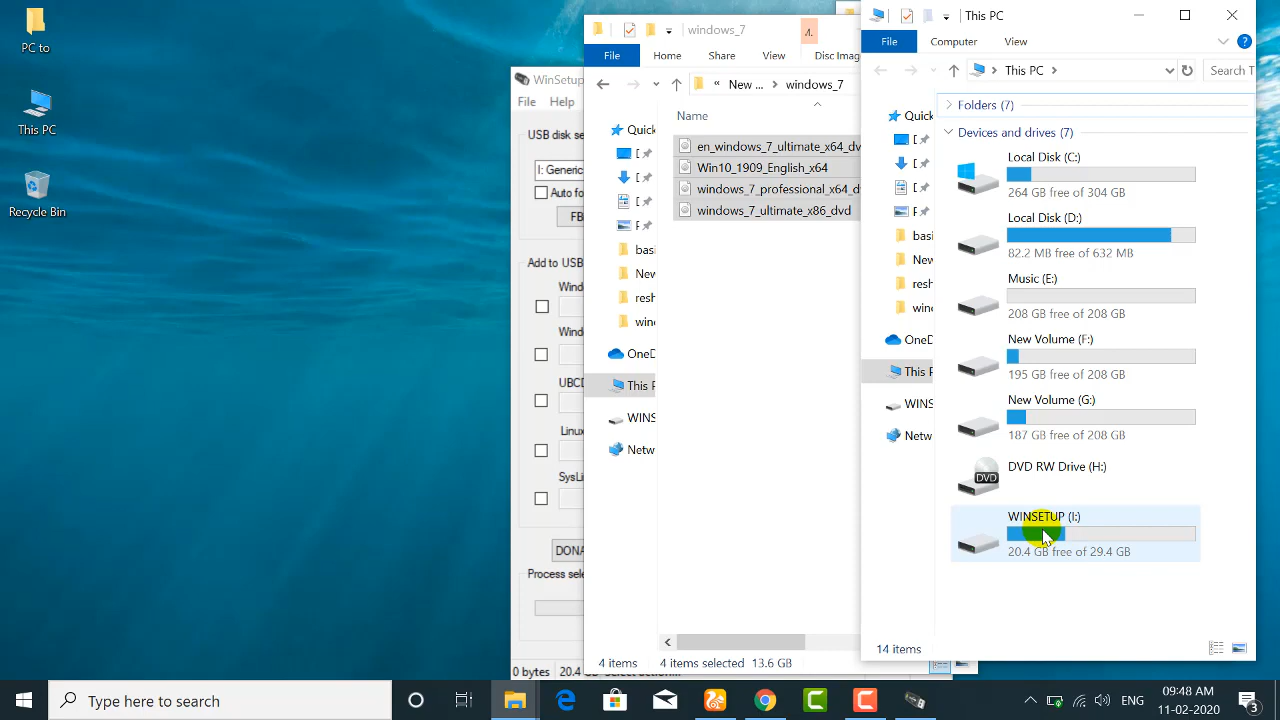 PC to
This PC
Recycle Bin
WinSetup
File Help
USB disk se
I: Generic
Auto fo
FB
Add to USB
Windo
Windo
UBCD
Linux
SysLi
DONA
Process sele
0 bytes 20.4 G
windows_7
File Home Share View Disc Ima
« New ... windows_7
Name
Quick
basi
New
resh
wind
OneD
This P
WINS
Netw
en_windows_7_ultimate_x64_dv
Win10_1909_English_x64
windows_7_professional_x64_d
windows_7_ultimate_x86_dvd
4 items 4 items selected 13.6 GB
This PC
File Computer View
This PC Search T
Quick
basi
New
resh
wind
OneD
This P
WINS
Netw
Folders (7)
Devices and drives (7)
Local Disk (C:)
264 GB free of 304 GB
Local Disk (D:)
82.2 MB free of 632 MB
Music (E:)
208 GB free of 208 GB
New Volume (F:)
195 GB free of 208 GB
New Volume (G:)
187 GB free of 208 GB
DVD RW Drive (H:)
DVD
WINSETUP (I:)
20.4 GB free of 29.4 GB
14 items
Type here to search
ENG
09:48 AM
11-02-2020
3